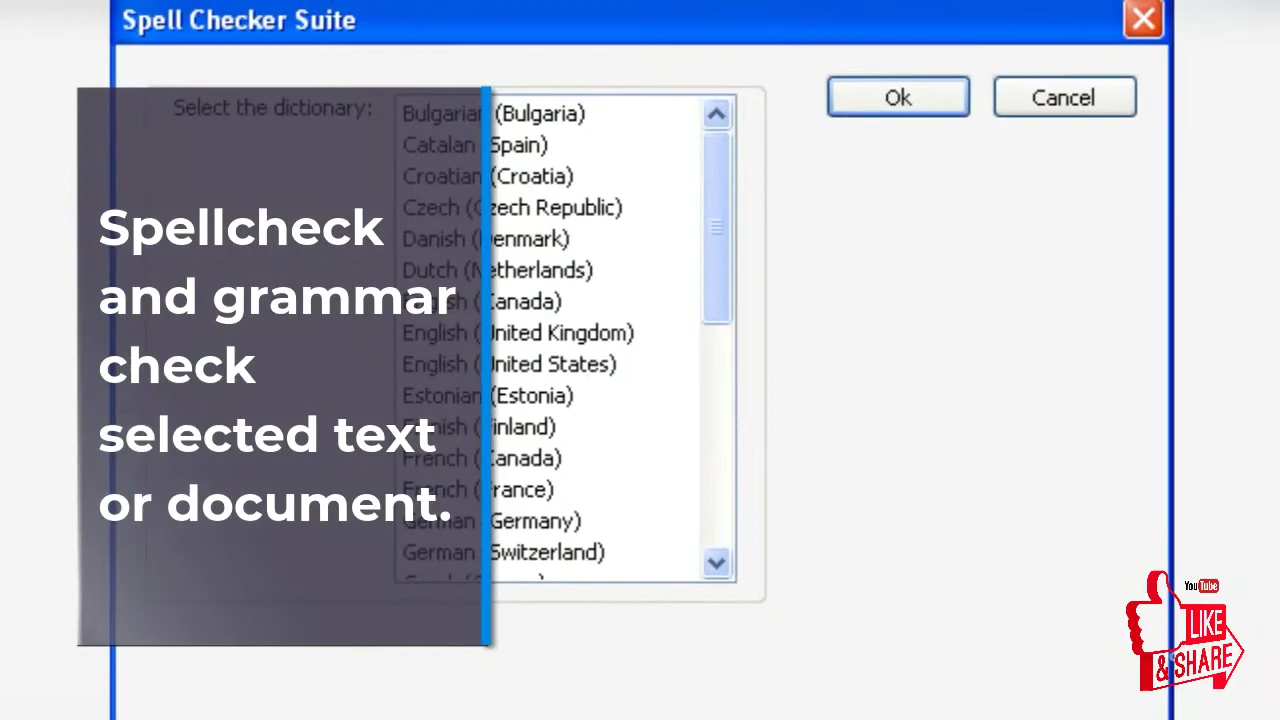 Spell Checker Suite
Select the dictionary:
Ok
Cancel
Bulgarian (Bulgaria)
Catalan (Spain)
Croatian (Croatia)
Czech (Czech Republic)
Danish (Denmark)
Dutch (Netherlands)
English (Canada)
English (United Kingdom)
English (United States)
Estonian (Estonia)
Finnish (Finland)
French (Canada)
French (France)
German (Germany)
German (Switzerland)
Spellcheck
and grammar
check
selected text
or document.
You Tube
LIKE
& SHARE